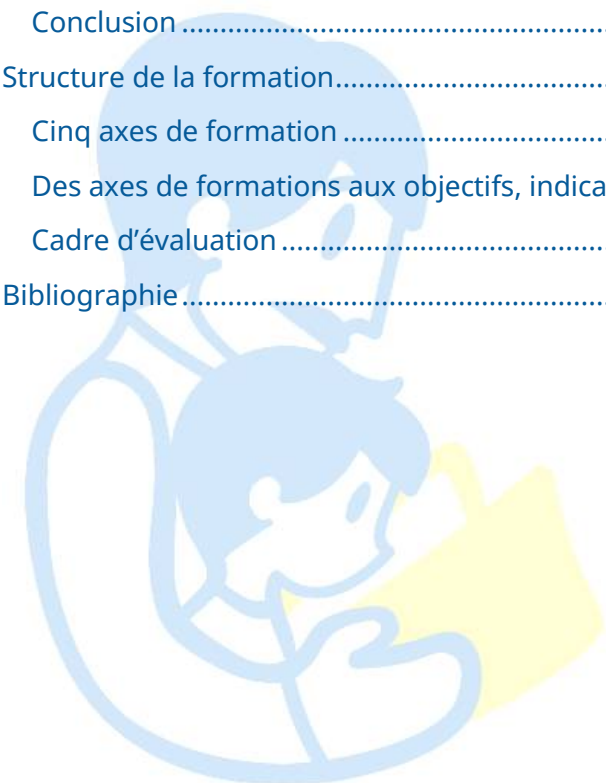 Conclusion ........................................................
Structure de la formation........................................
Cinq axes de formation ........................................
Des axes de formations aux objectifs, indica
Cadre d’évaluation ................................................
Bibliographie................................................................